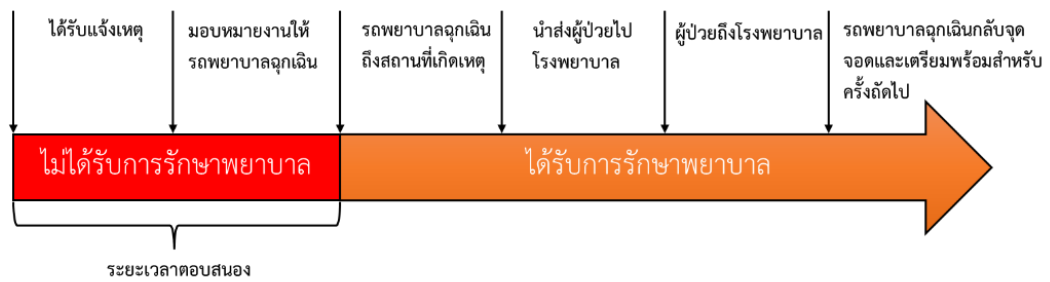 ได้รับแจ้งเหตุ
มอบหมายงานให้
รถพยาบาลฉุกเฉิน
รถพยาบาลฉุกเฉิน
ถึงสถานที่เกิดเหตุ
นำส่งผู้ป่วยไป
โรงพยาบาล
ผู้ป่วยถึงโรงพยาบาล
รถพยาบาลฉุกเฉินกลับจุด
จอดและเตรียมพร้อมสำหรับ
ครั้งถัดไป
ไม่ได้รับการรักษาพยาบาล
ได้รับการรักษาพยาบาล
ระยะเวลาตอบสนอง